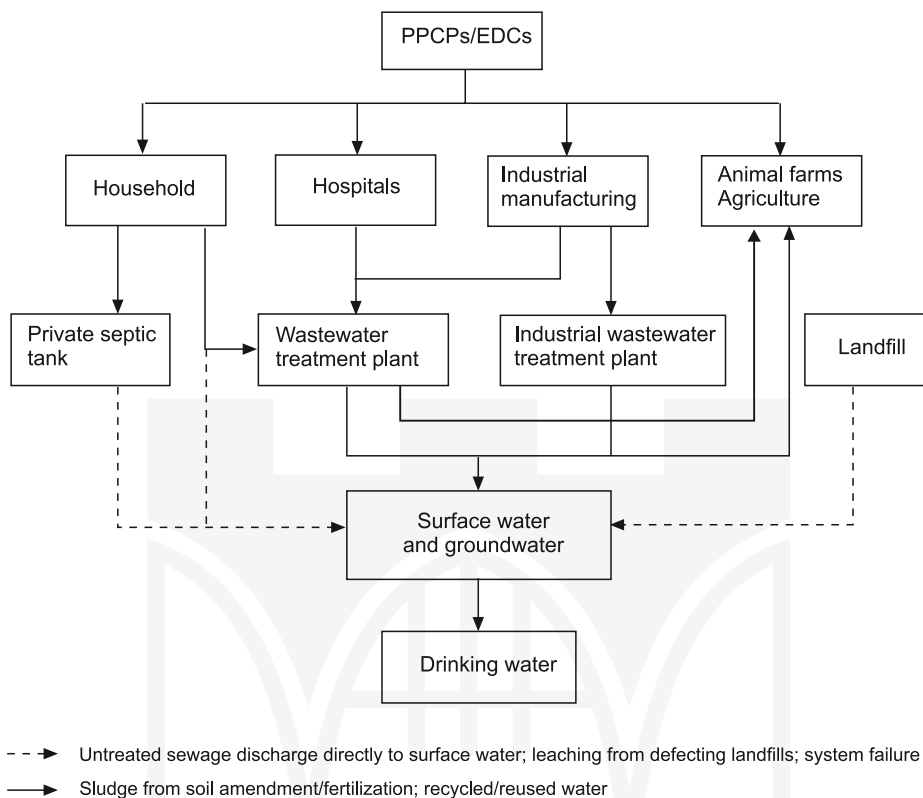 PPCPs/EDCs
Household
Hospitals
Industrial
manufacturing
Animal farms
Agriculture
Private septic
tank
Wastewater
treatment plant
Industrial wastewater
treatment plant
Landfill
Surface water
and groundwater
Drinking water
Untreated sewage discharge directly to surface water; leaching from defecting landfills; system failure
Sludge from soil amendment/fertilization; recycled/reused water